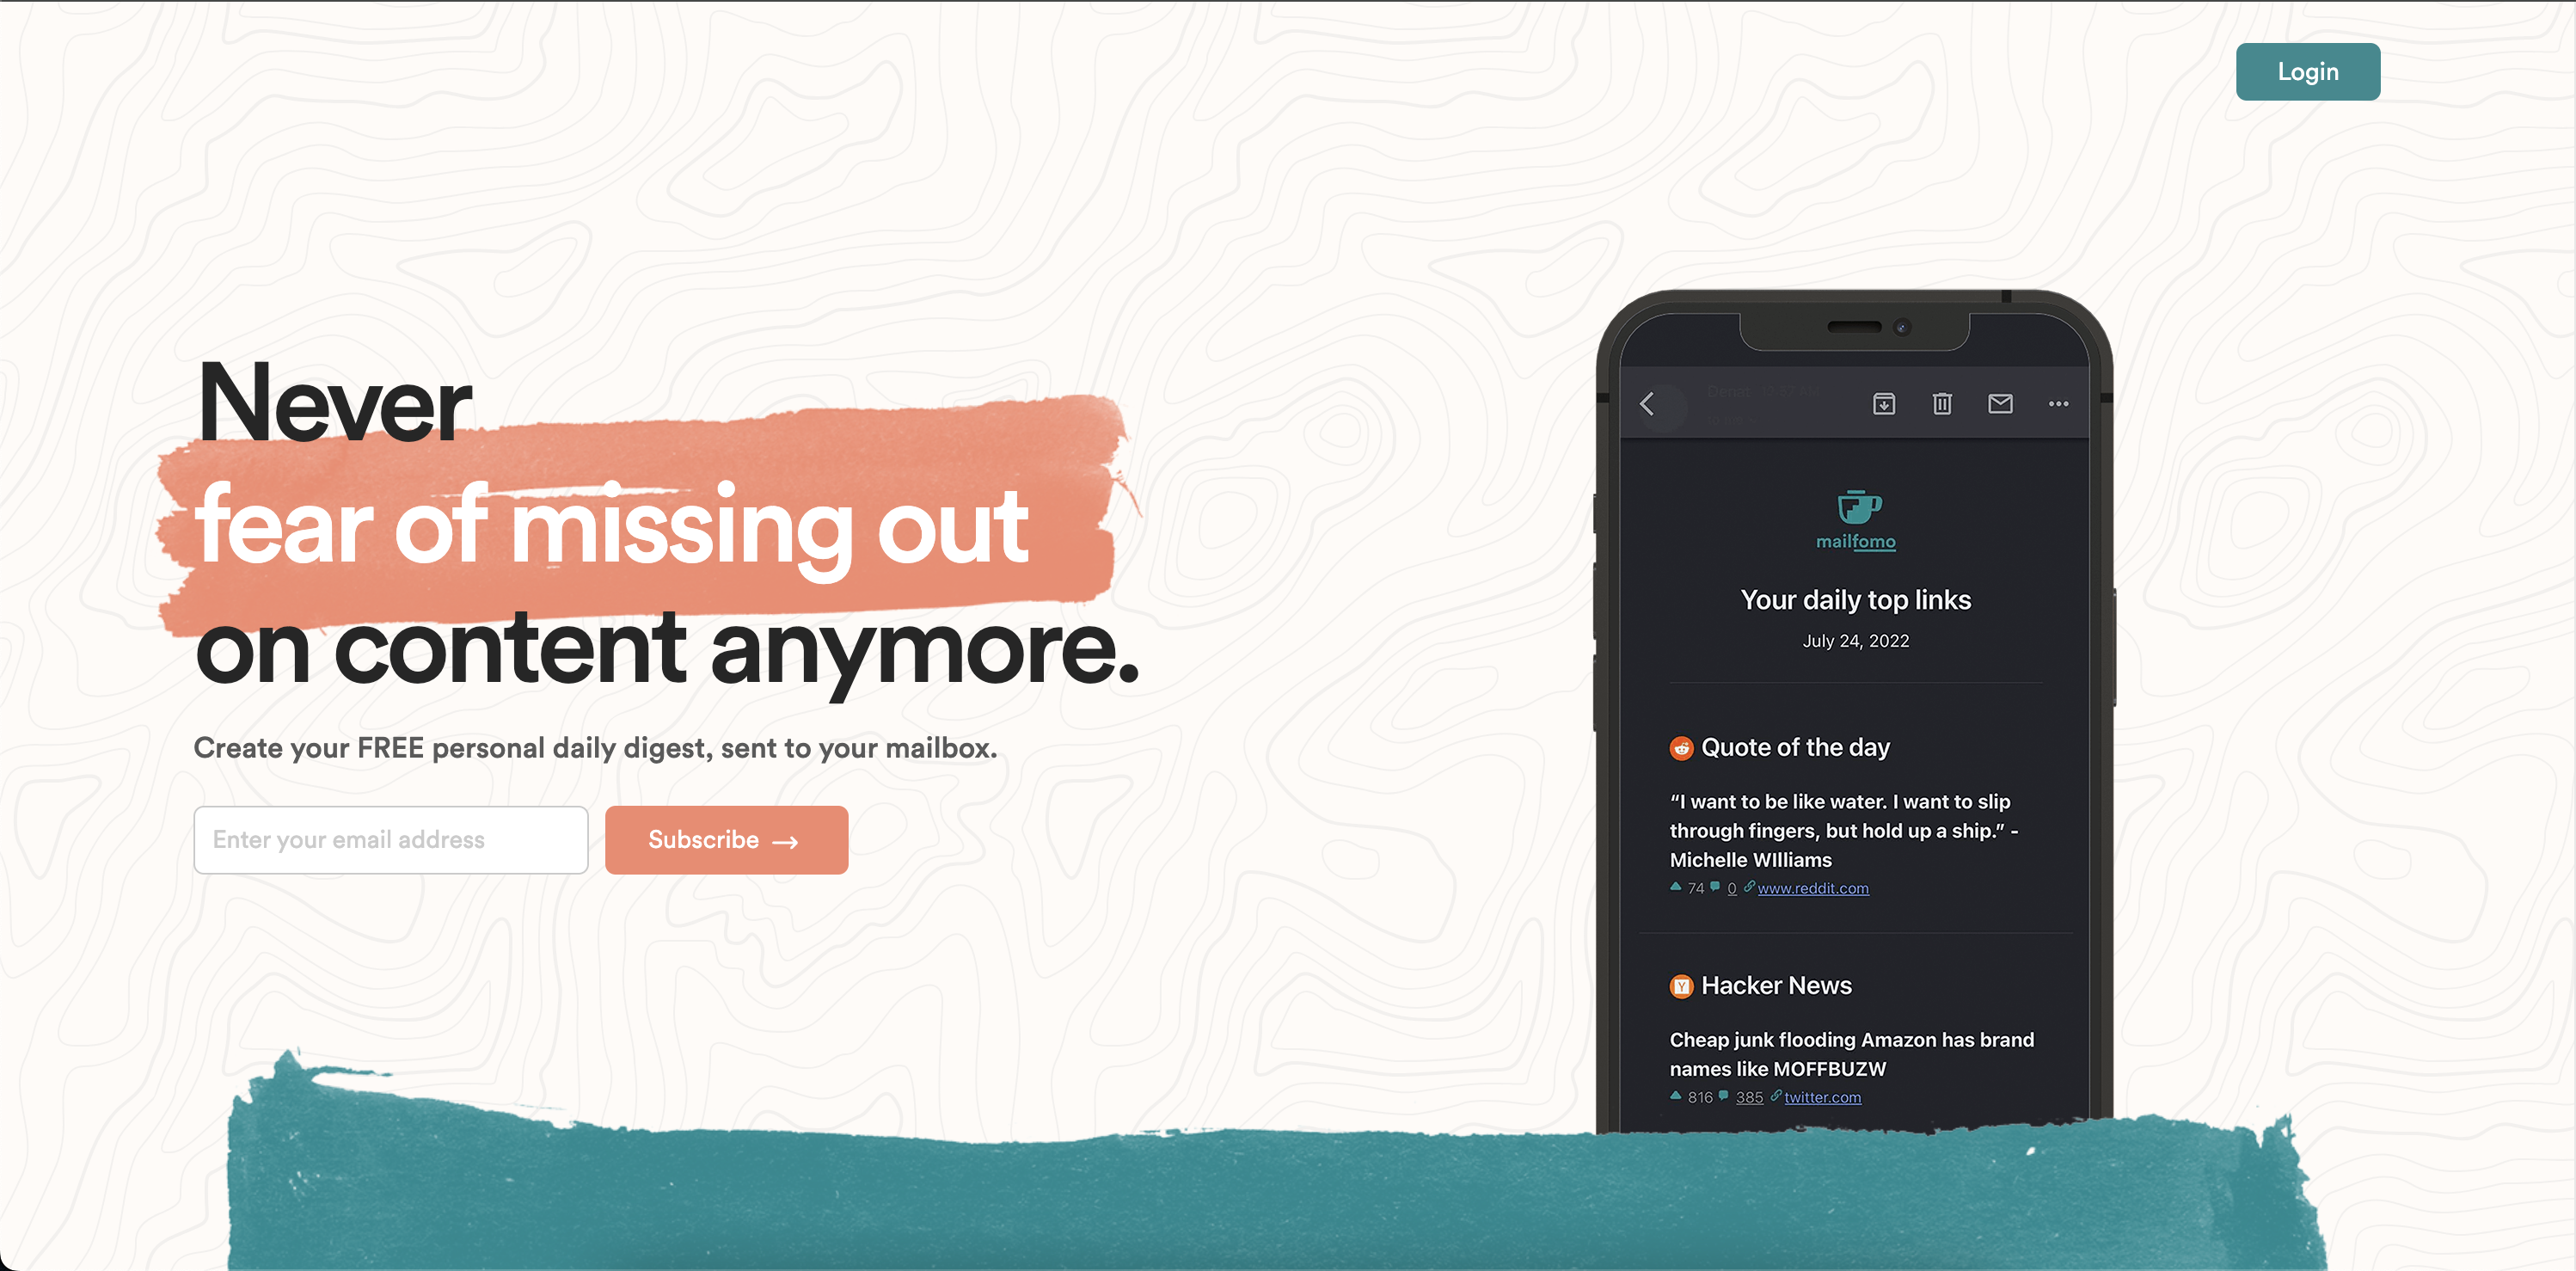 Login
Never
fear of missing out
on content anymore.
Create your FREE personal daily digest, sent to your mailbox.
Enter your email address
Subscribe →
mailfomo
Your daily top links
July 24, 2022
Quote of the day
“I want to be like water. I want to slip
through fingers, but hold up a ship.” -
Michelle WIlliams
74 0 www.reddit.com
Y
Hacker News
Cheap junk flooding Amazon has brand
names like MOFFBUZW
816 385 twitter.com